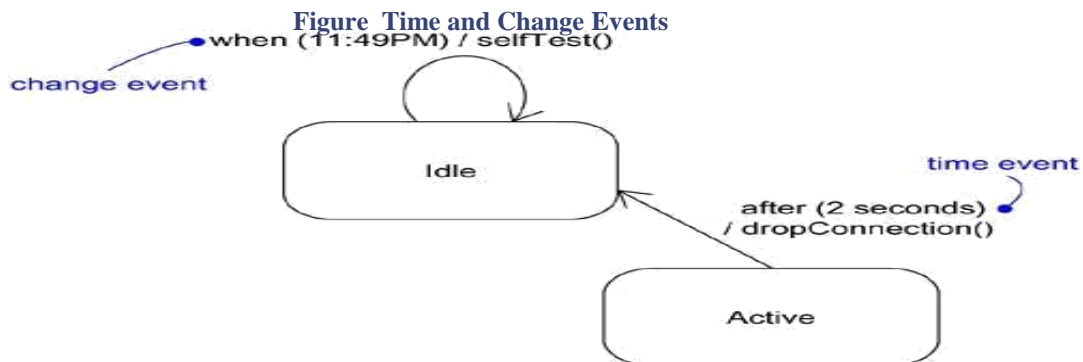 Figure Time and Change Events
when (11:49PM) / selfTest()
change event
Idle
time event
after (2 seconds)
/ dropConnection()
Active